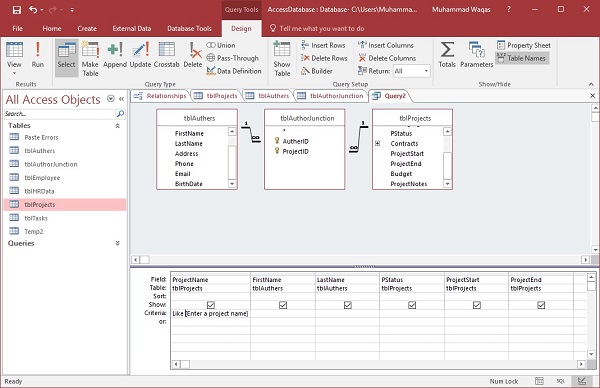 Query Tools
AccessDatabase : Database- C:\Users\Muhamma...
Muhammad Waqas
File
Home
Create
External Data
Database Tools
Design
Tell me what you want to do
View
Run
Select
Make Table
Append
Update
Crosstab
Delete
Union
Pass-Through
Data Definition
Show Table
Insert Rows
Delete Rows
Builder
Insert Columns
Delete Columns
Return: All
Totals
Parameters
Property Sheet
Table Names
Results
Query Type
Query Setup
Show/Hide
All Access Objects
Search...
Tables
Paste Errors
tblAuthers
tblAuthorJunction
tblEmployee
tblHRData
tblProjects
tblTasks
Temp2
Queries
Relationships
tblProjects
tblAuthers
tblAuthorJunction
Query2
tblAuthers
FirstName
LastName
Address
Phone
Email
BirthDate
1
∞
tblAuthorJunction
*
AutherID
ProjectID
∞
1
tblProjects
PStatus
Contracts
ProjectStart
ProjectEnd
Budget
ProjectNotes
Field: ProjectName FirstName LastName PStatus ProjectStart ProjectEnd
Table: tblProjects tblAuthers tblAuthers tblProjects tblProjects tblProjects
Sort:
Show:
Criteria: Like [Enter a project name]
or:
Ready
Num Lock
SQL